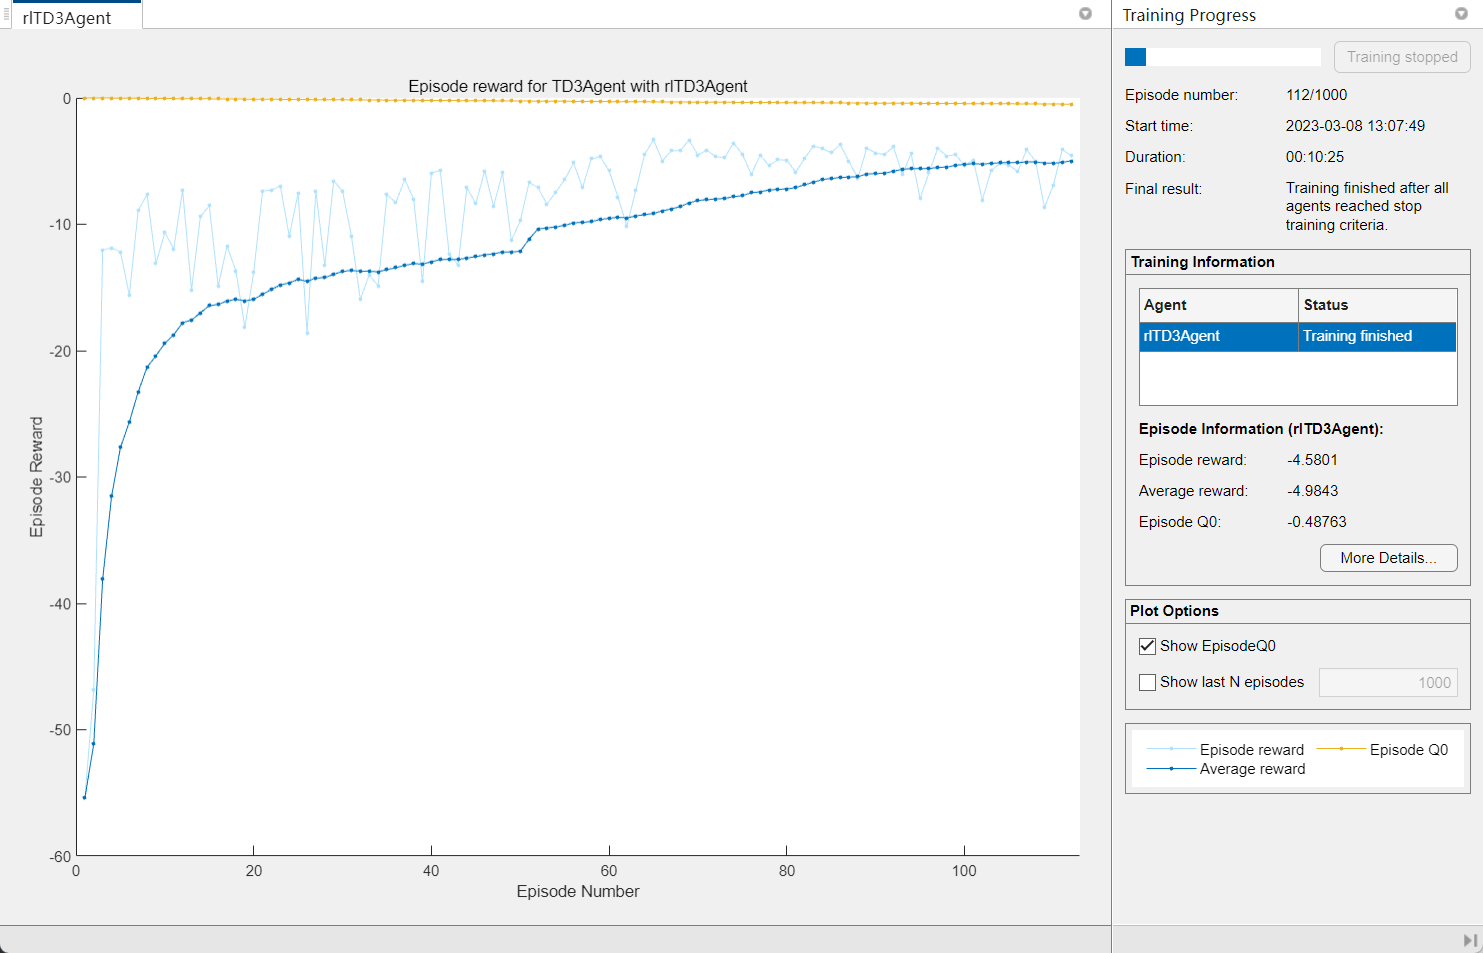 rlTD3Agent
Episode reward for TD3Agent with rlTD3Agent
0
-10
-20
-30
-40
-50
-60
0 20 40 60 80 100
Episode Number
Episode Reward
Training Progress
Training stopped
Episode number: 112/1000
Start time: 2023-03-08 13:07:49
Duration: 00:10:25
Final result: Training finished after all
agents reached stop
training criteria.
Training Information
Agent Status
rlTD3Agent Training finished
Episode Information (rlTD3Agent):
Episode reward: -4.5801
Average reward: -4.9843
Episode Q0: -0.48763
More Details...
Plot Options
Show EpisodeQ0
Show last N episodes 1000
Episode reward Episode Q0
Average reward